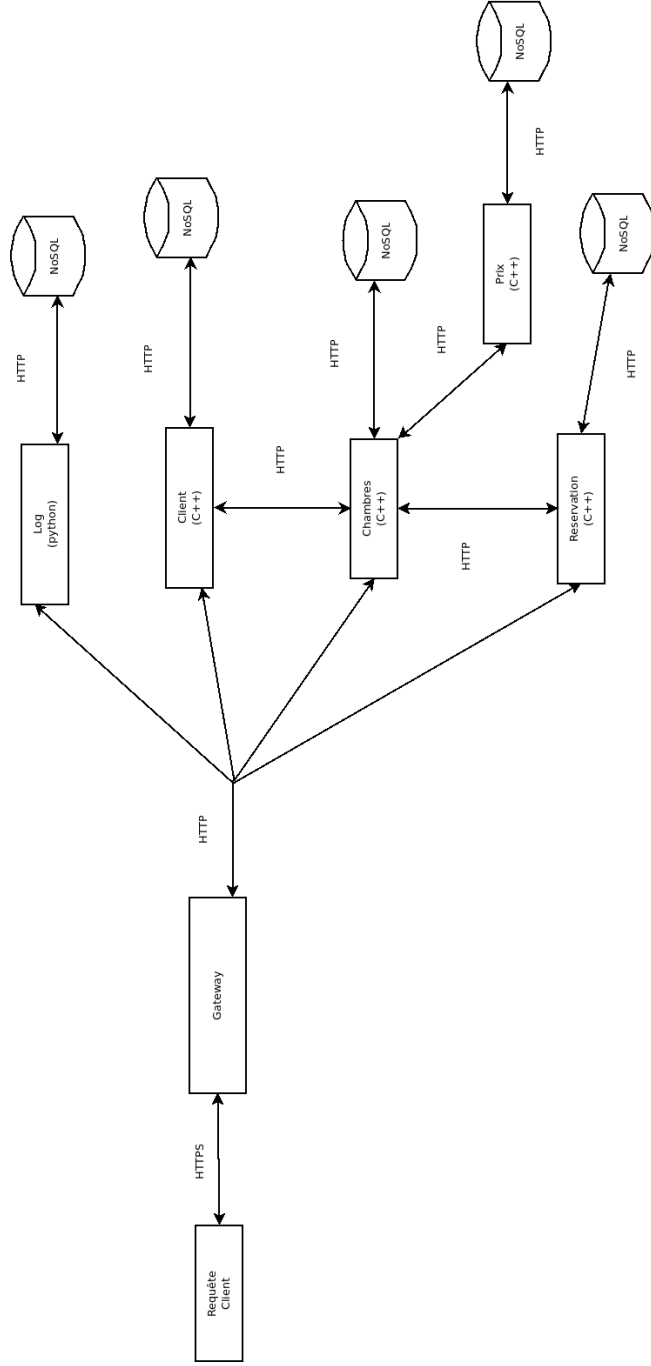 HTTP
Log
(python)
NoSQL
HTTP
Client
(C++)
NoSQL
HTTPS
HTTP
Requête
Client
Gateway
HTTP
HTTP
Chambres
(C++)
NoSQL
HTTP
HTTP
Prix
(C++)
NoSQL
HTTP
Reservation
(C++)
NoSQL
HTTP